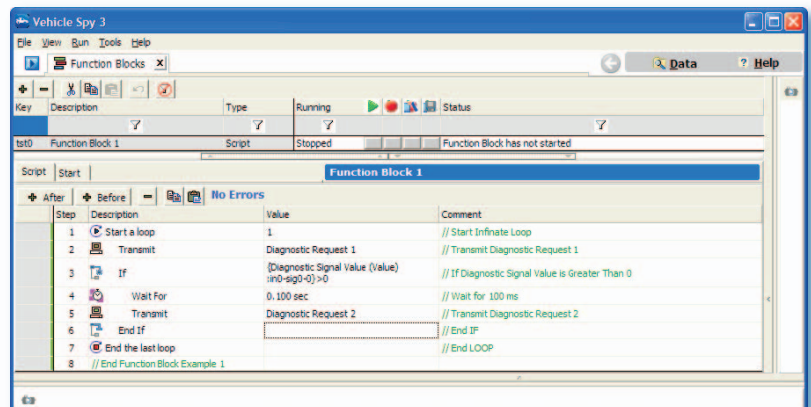 Vehicle Spy 3
File View Run Tools Help
Function Blocks X
Data ? Help
Key Description Type Running Status
tst0 Function Block 1 Script Stopped Function Block has not started
Script Start Function Block 1
After Before No Errors
Step Description Value Comment
1 Start a loop 1 // Start Infinate Loop
2 Transmit Diagnostic Request 1 // Transmit Diagnostic Request 1
3 If {Diagnostic Signal Value (Value) :in0-sig0-0}>0 // If Diagnostic Signal Value is Greater Than 0
4 Wait For 0.100 sec // Wait for 100 ms
5 Transmit Diagnostic Request 2 // Transmit Diagnostic Request 2
6 End If // End IF
7 End the last loop // End LOOP
8 // End Function Block Example 1